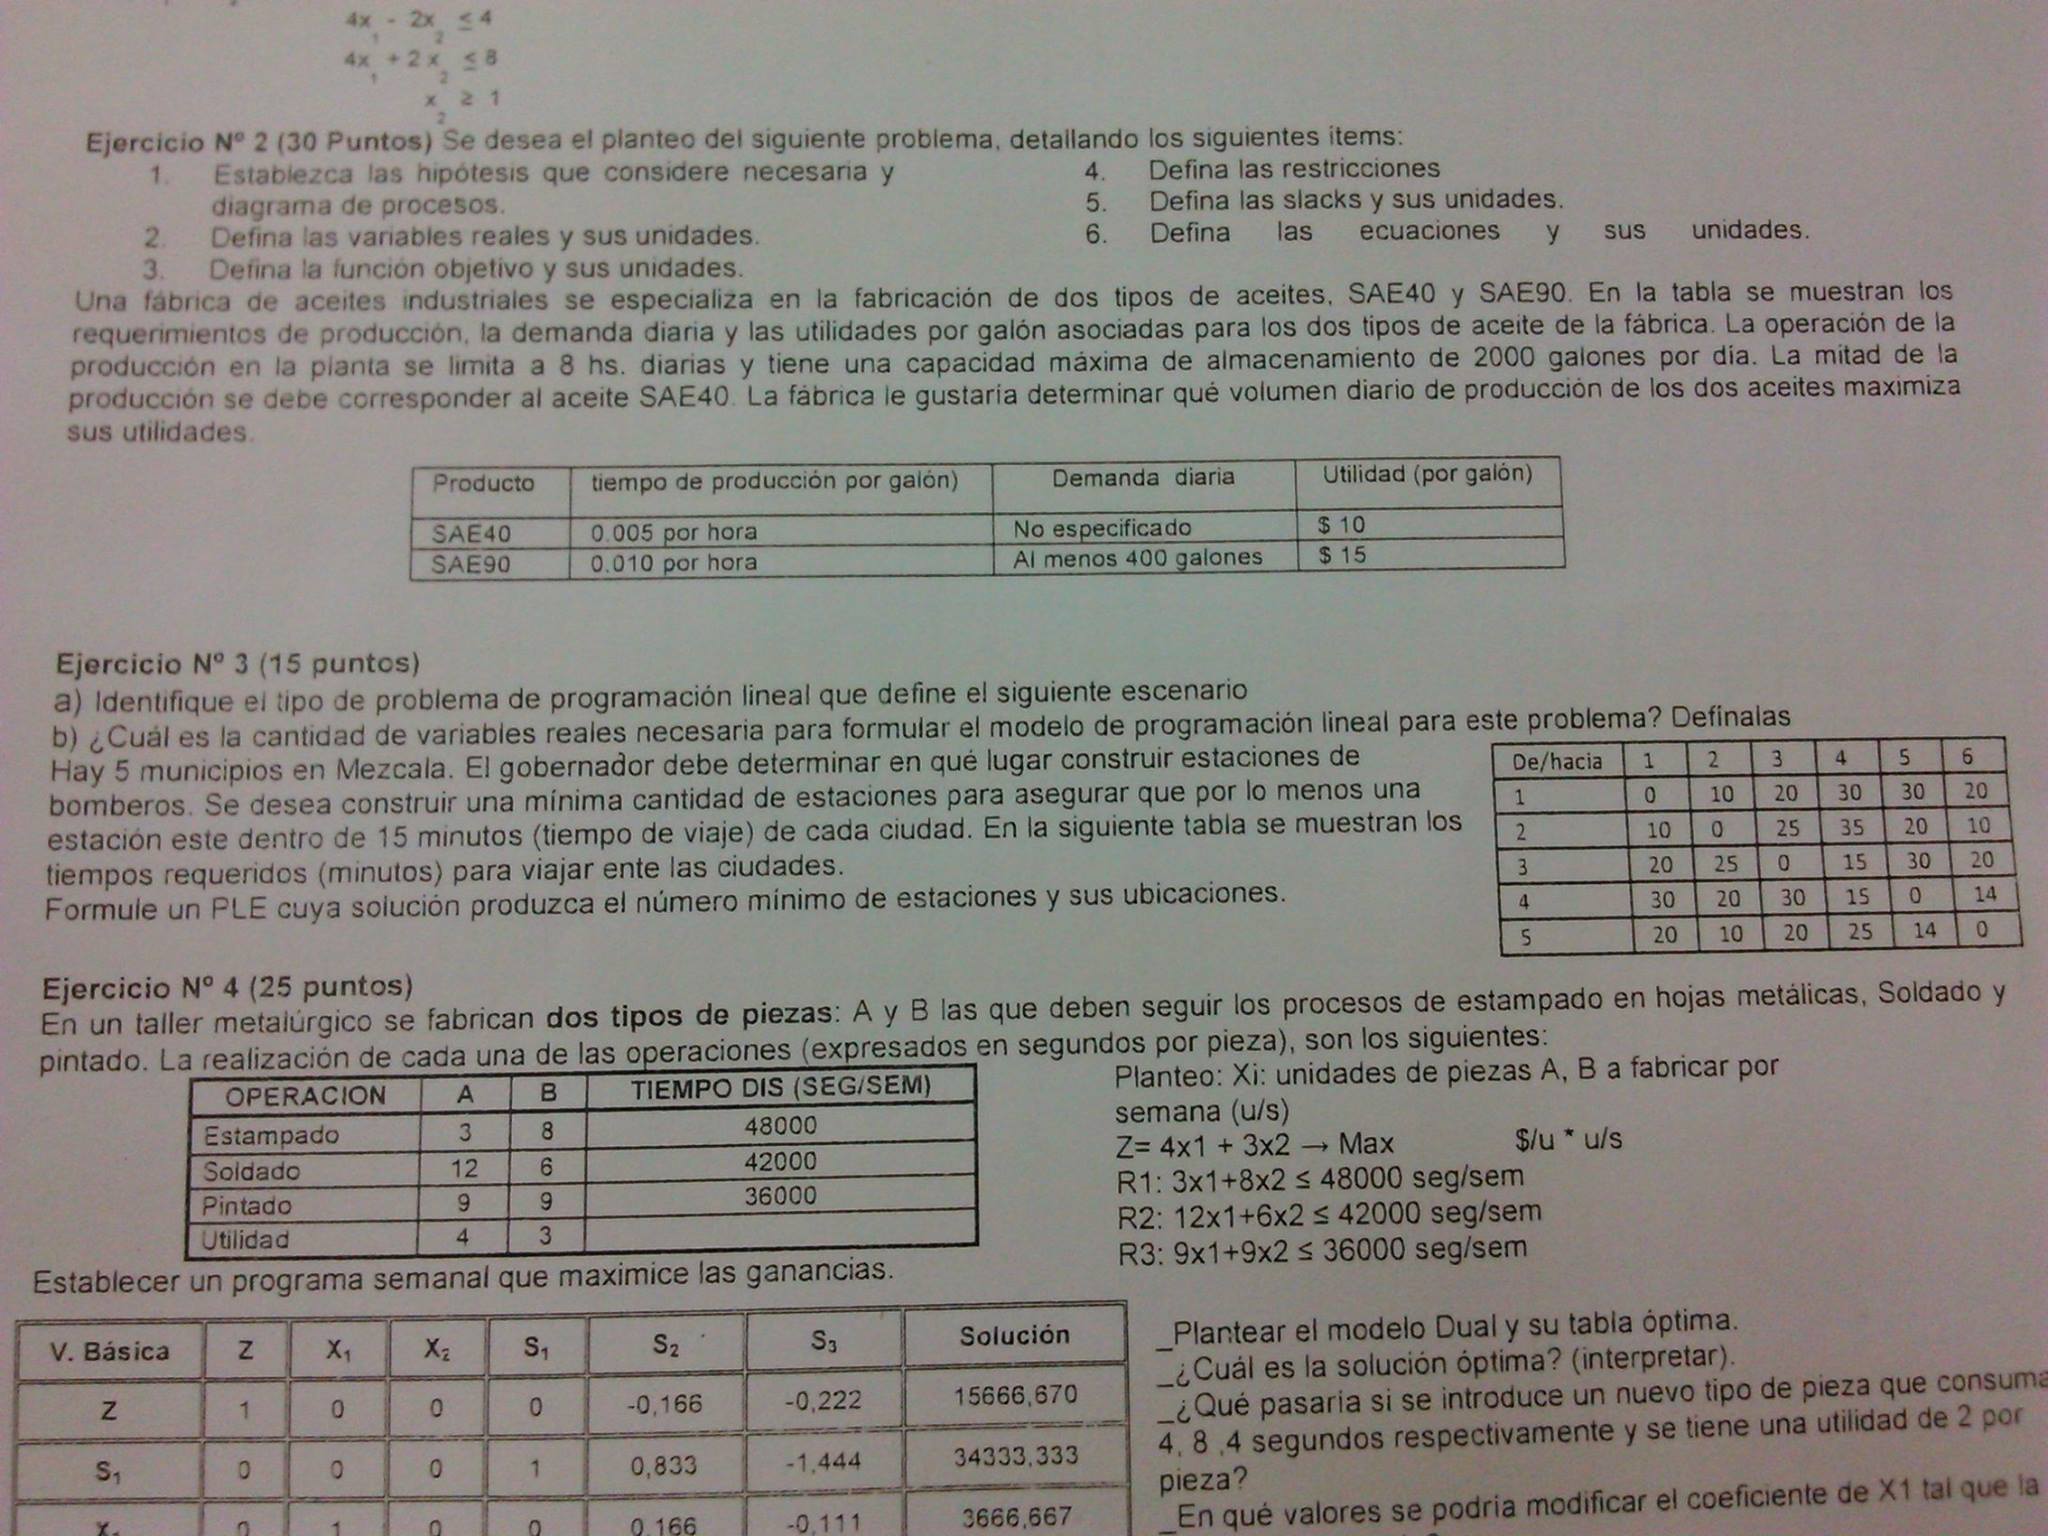 4x1 - 2x2 ≤ 4
4x1 + 2x2 ≤ 8
x2 ≥ 1
Ejercicio Nº 2 (30 Puntos) Se desea el planteo del siguiente problema, detallando los siguientes items:
1. Establezca las hipótesis que considere necesaria y
diagrama de procesos.
2. Defina las variables reales y sus unidades.
3. Defina la función objetivo y sus unidades.
4. Defina las restricciones
5. Defina las slacks y sus unidades.
6. Defina las ecuaciones y sus unidades.
Una fábrica de aceites industriales se especializa en la fabricación de dos tipos de aceites, SAE40 y SAE90. En la tabla se muestran los
requerimientos de producción, la demanda diaria y las utilidades por galón asociadas para los dos tipos de aceite de la fábrica. La operación de la
producción en la planta se limita a 8 hs. diarias y tiene una capacidad máxima de almacenamiento de 2000 galones por día. La mitad de la
producción se debe corresponder al aceite SAE40. La fábrica le gustaría determinar qué volumen diario de producción de los dos aceites maximiza
sus utilidades.
Producto tiempo de producción por galón) Demanda diaria Utilidad (por galón)
SAE40 0.005 por hora No especificado $ 10
SAE90 0.010 por hora Al menos 400 galones $ 15
Ejercicio Nº 3 (15 puntos)
a) Identifique el tipo de problema de programación lineal que define el siguiente escenario
b) ¿Cuál es la cantidad de variables reales necesaria para formular el modelo de programación lineal para este problema? Defínalas
Hay 5 municipios en Mezcala. El gobernador debe determinar en qué lugar construir estaciones de
bomberos. Se desea construir una mínima cantidad de estaciones para asegurar que por lo menos una
estación este dentro de 15 minutos (tiempo de viaje) de cada ciudad. En la siguiente tabla se muestran los
tiempos requeridos (minutos) para viajar ente las ciudades.
Formule un PLE cuya solución produzca el número mínimo de estaciones y sus ubicaciones.
De/hacia 1 2 3 4 5 6
1 0 10 20 30 30 20
2 10 0 25 35 20 10
3 20 25 0 15 30 20
4 30 20 30 15 0 14
5 20 10 20 25 14 0
Ejercicio Nº 4 (25 puntos)
En un taller metalúrgico se fabrican dos tipos de piezas: A y B las que deben seguir los procesos de estampado en hojas metálicas, Soldado y
pintado. La realización de cada una de las operaciones (expresados en segundos por pieza), son los siguientes:
OPERACION A B TIEMPO DIS (SEG/SEM)
Estampado 3 8 48000
Soldado 12 6 42000
Pintado 9 9 36000
Utilidad 4 3
Planteo: Xi: unidades de piezas A, B a fabricar por
semana (u/s)
Z= 4x1 + 3x2 → Max $/u * u/s
R1: 3x1+8x2 ≤ 48000 seg/sem
R2: 12x1+6x2 ≤ 42000 seg/sem
R3: 9x1+9x2 ≤ 36000 seg/sem
Establecer un programa semanal que maximice las ganancias.
V. Básica Z X1 X2 S1 S2 S3 Solución
Z 1 0 0 0 -0,166 -0,222 15666,670
S1 0 0 0 1 0,833 -1,444 34333,333
0 1 0 0 0,166 -0,111 3666,667
_Plantear el modelo Dual y su tabla óptima.
_¿Cuál es la solución óptima? (interpretar).
_¿Qué pasaría si se introduce un nuevo tipo de pieza que consuma
4, 8 ,4 segundos respectivamente y se tiene una utilidad de 2 por
pieza?
_En qué valores se podría modificar el coeficiente de X1 tal que la